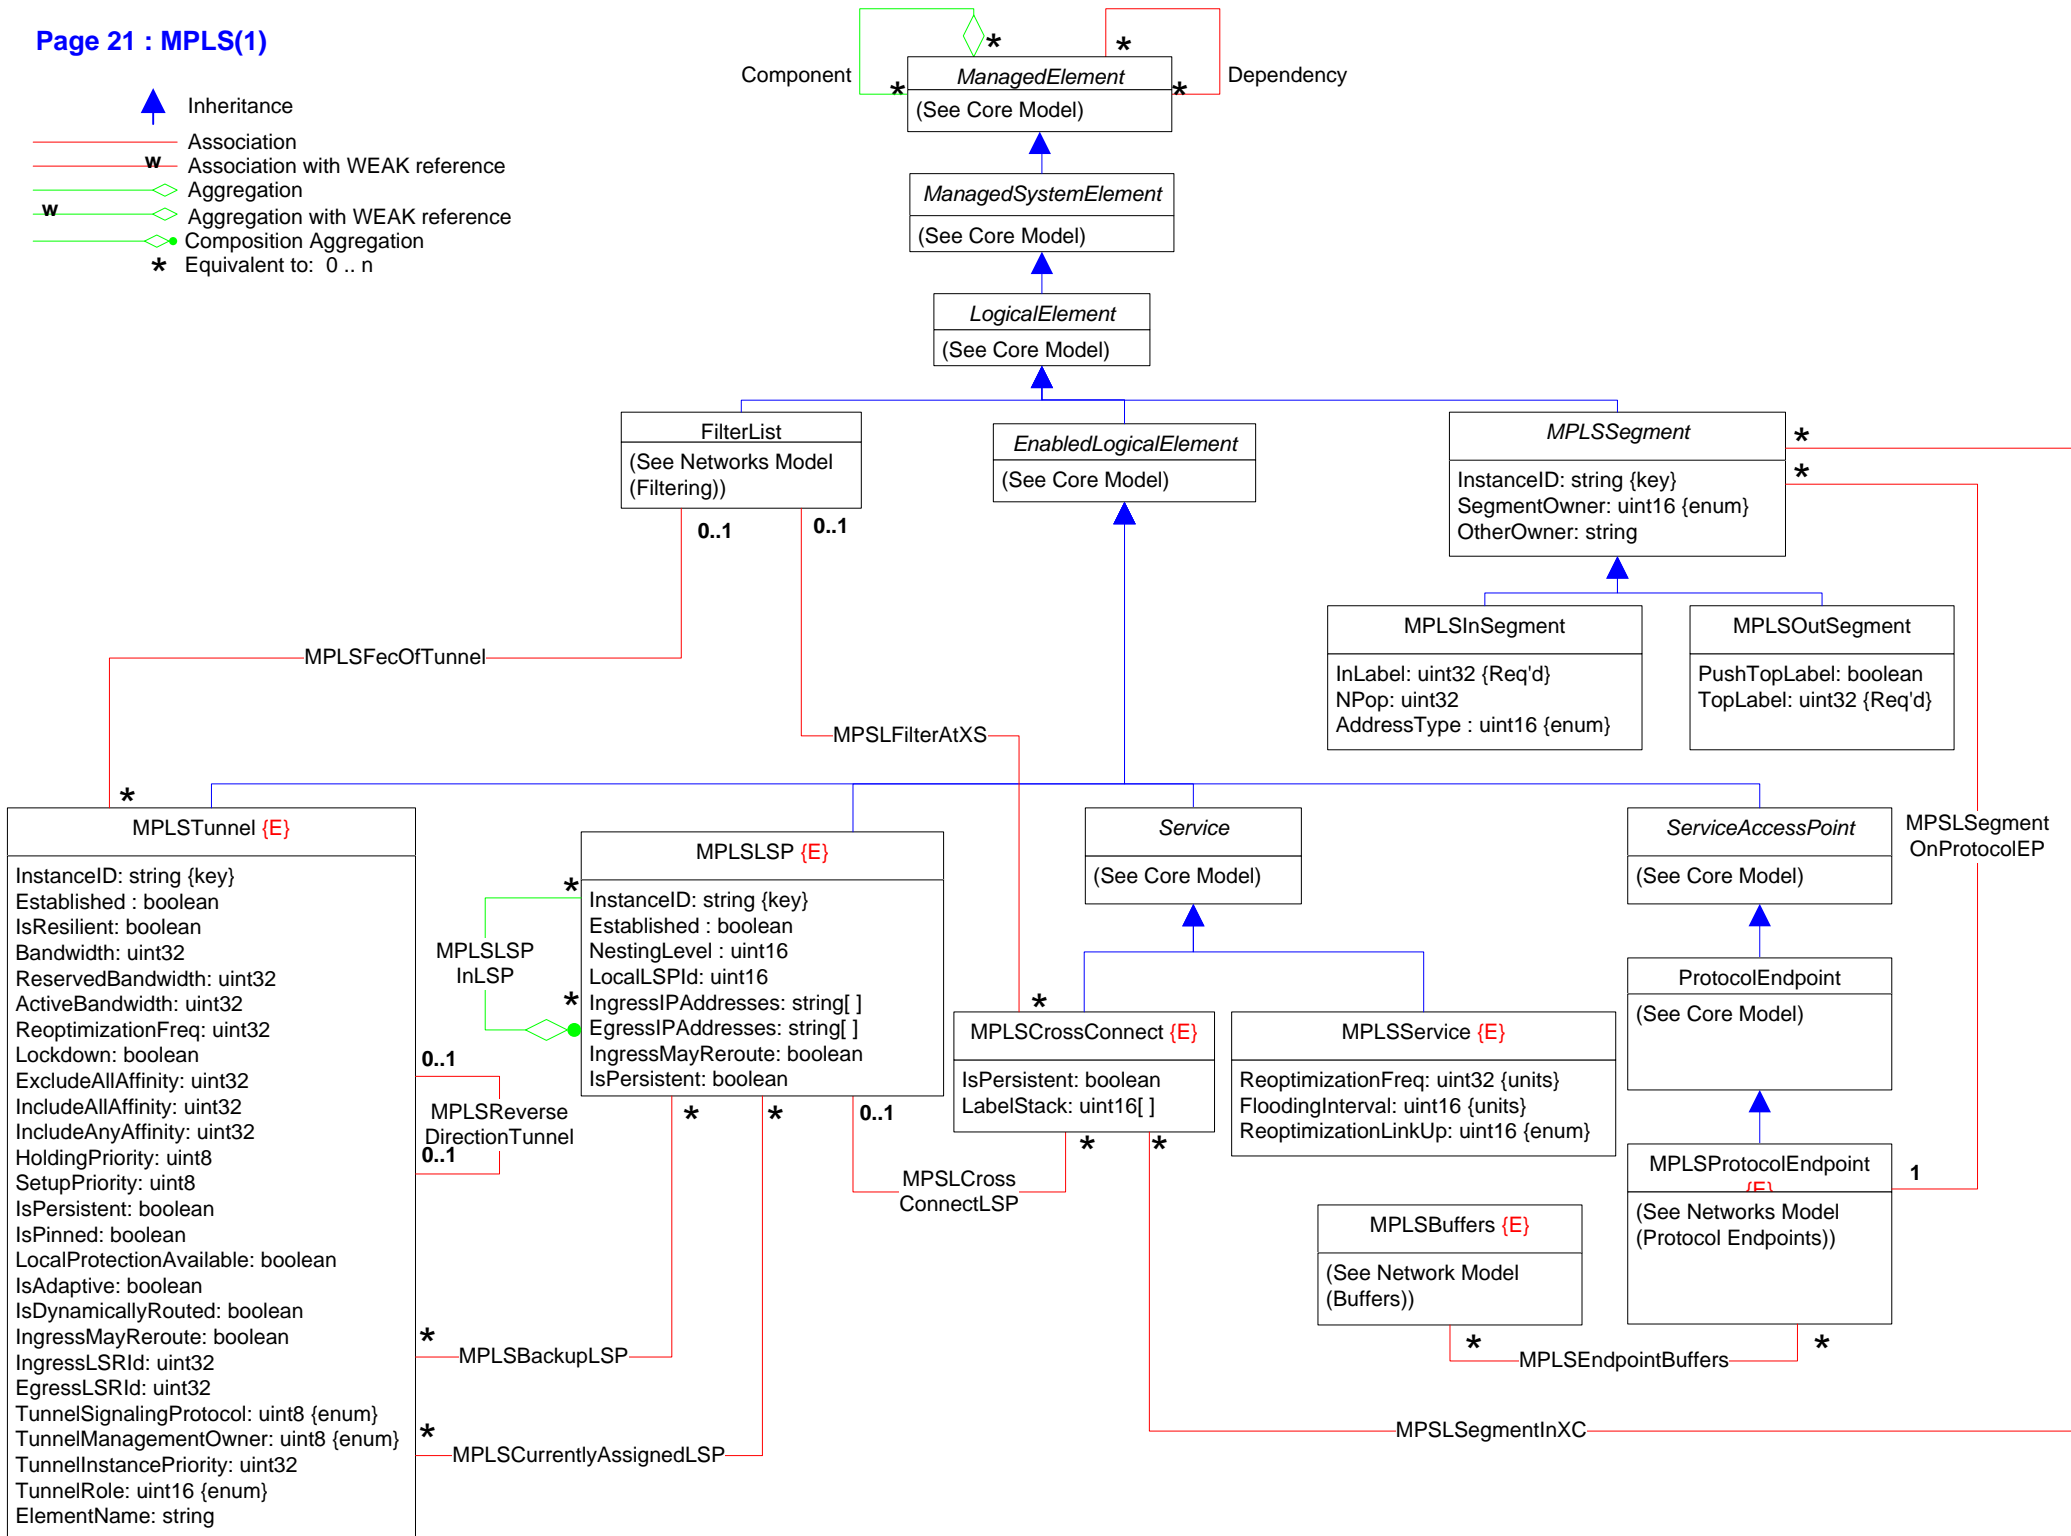 Page 21 : MPLS(1)
Inheritance
Association
w
Association with WEAK reference
Aggregation
w
Aggregation with WEAK reference
Composition Aggregation
* Equivalent to: 0 .. n
Component
*
*
*
*
Dependency
ManagedElement
(See Core Model)
ManagedSystemElement
(See Core Model)
LogicalElement
(See Core Model)
FilterList
(See Networks Model
(Filtering))
0..1
0..1
EnabledLogicalElement
(See Core Model)
MPLSSegment
InstanceID: string {key}
SegmentOwner: uint16 {enum}
OtherOwner: string
*
*
MPLSInSegment
InLabel: uint32 {Req'd}
NPop: uint32
AddressType : uint16 {enum}
MPLSOutSegment
PushTopLabel: boolean
TopLabel: uint32 {Req'd}
MPLSFecOfTunnel
MPSLFilterAtXS
*
MPLSTunnel {E}
InstanceID: string {key}
Established : boolean
IsResilient: boolean
Bandwidth: uint32
ReservedBandwidth: uint32
ActiveBandwidth: uint32
ReoptimizationFreq: uint32
Lockdown: boolean
ExcludeAllAffinity: uint32
IncludeAllAffinity: uint32
IncludeAnyAffinity: uint32
HoldingPriority: uint8
SetupPriority: uint8
IsPersistent: boolean
IsPinned: boolean
LocalProtectionAvailable: boolean
IsAdaptive: boolean
IsDynamicallyRouted: boolean
IngressMayReroute: boolean
IngressLSRId: uint32
EgressLSRId: uint32
TunnelSignalingProtocol: uint8 {enum}
TunnelManagementOwner: uint8 {enum}
TunnelInstancePriority: uint32
TunnelRole: uint16 {enum}
ElementName: string
0..1
MPLSReverse
DirectionTunnel
0..1
MPLSLSP
InLSP
*
*
MPLSLSP {E}
InstanceID: string {key}
Established : boolean
NestingLevel : uint16
LocalLSPId: uint16
IngressIPAddresses: string[ ]
EgressIPAddresses: string[ ]
IngressMayReroute: boolean
IsPersistent: boolean
*
*
0..1
*
MPLSBackupLSP
*
MPLSCurrentlyAssignedLSP
MPSLCross
ConnectLSP
Service
(See Core Model)
*
MPLSCrossConnect {E}
IsPersistent: boolean
LabelStack: uint16[ ]
*
*
MPLSService {E}
ReoptimizationFreq: uint32 {units}
FloodingInterval: uint16 {units}
ReoptimizationLinkUp: uint16 {enum}
ServiceAccessPoint
(See Core Model)
MPSLSegment
OnProtocolEP
ProtocolEndpoint
(See Core Model)
MPLSProtocolEndpoint
{E}
(See Networks Model
(Protocol Endpoints))
1
MPLSBuffers {E}
(See Network Model
(Buffers))
*
*
MPLSEndpointBuffers
MPSLSegmentInXC